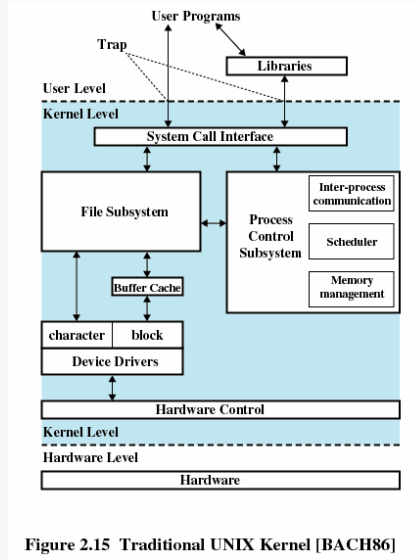 User Programs
Trap
Libraries
User Level
Kernel Level
System Call Interface
File Subsystem
Inter-process
communication
Process
Control
Subsystem
Scheduler
Memory
management
Buffer Cache
character
block
Device Drivers
Hardware Control
Kernel Level
Hardware Level
Hardware
Figure 2.15 Traditional UNIX Kernel [BACH86]